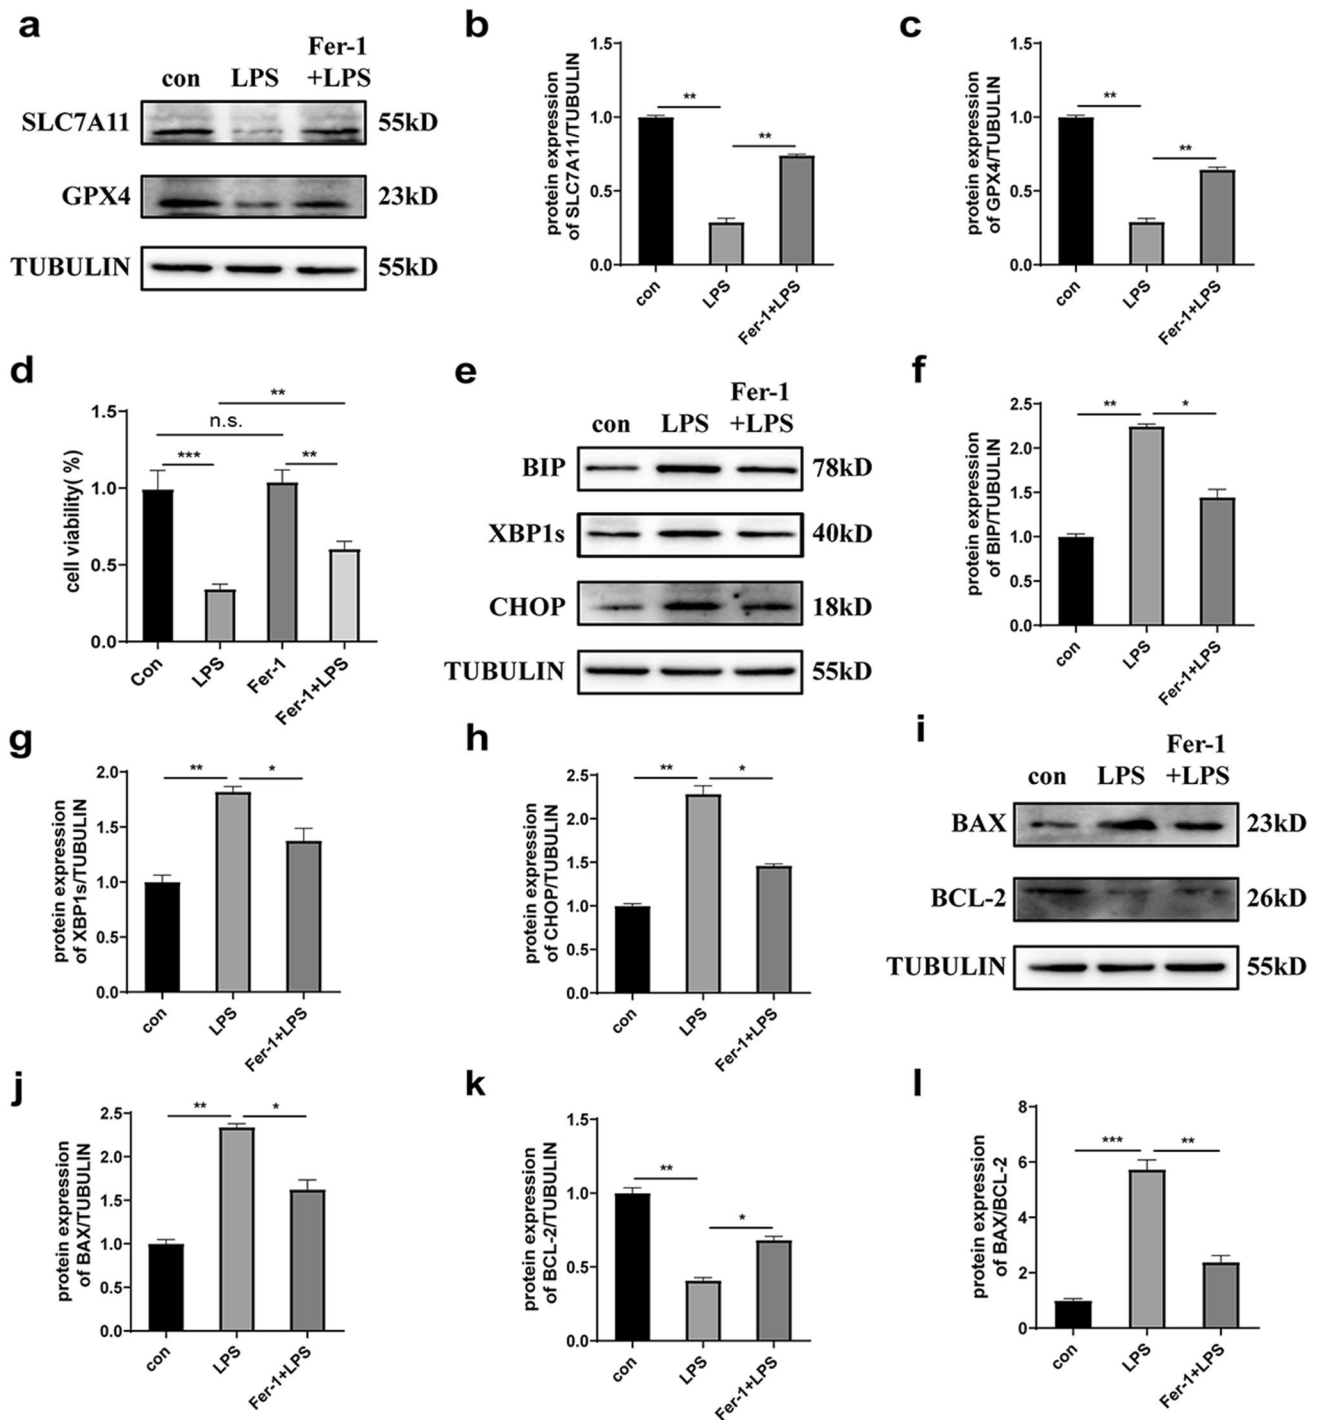 a
Fer-1
con LPS +LPS
SLC7A11 55kD
GPX4 23kD
TUBULIN 55kD
b
protein expression
of SLC7A11/TUBULIN
1.5
**
1.0
**
0.5
0.0
con LPS Fer-1+LPS
c
protein expression
of GPX4/TUBULIN
1.5
**
1.0
**
0.5
0.0
con LPS Fer-1+LPS
d
cell viability( %)
**
1.5
n.s.
*** **
1.0
0.5
0.0
Con LPS Fer-1 Fer-1+LPS
e
Fer-1
con LPS +LPS
BIP 78kD
XBP1s 40kD
CHOP 18kD
TUBULIN 55kD
f
protein expression
of BIP/TUBULIN
** *
2.5
2.0
1.5
1.0
0.5
0.0
con LPS Fer-1+LPS
g
protein expression
of XBP1s/TUBULIN
** *
2.0
1.5
1.0
0.5
0.0
con LPS Fer-1+LPS
h
protein expression
of CHOP/TUBULIN
** *
2.5
2.0
1.5
1.0
0.5
0.0
con LPS Fer-1+LPS
i
Fer-1
con LPS +LPS
BAX 23kD
BCL-2 26kD
TUBULIN 55kD
j
protein expression
of BAX/TUBULIN
** *
2.5
2.0
1.5
1.0
0.5
0.0
con LPS Fer-1+LPS
k
protein expression
of BCL-2/TUBULIN
1.5
**
1.0
*
0.5
0.0
con LPS Fer-1+LPS
l
protein expression
of BAX/BCL-2
8
*** **
6
4
2
0
con LPS Fer-1+LPS